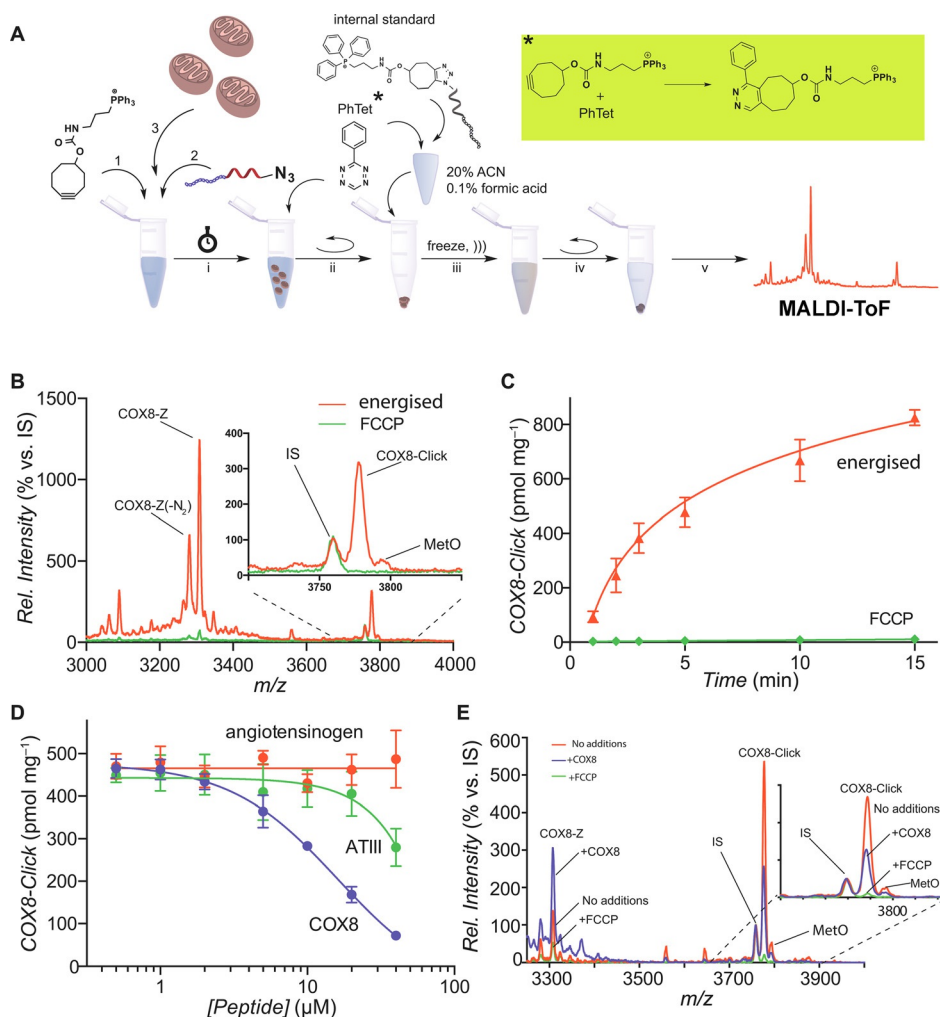 A
internal standard
N
H
N
O
O
N
N
N
*
PhTet
*
PPh3
HN
O
O
N
H
PPh3
+
PhTet
3
1
2
N3
20% ACN
0.1% formic acid
i
ii
freeze, )))
iii
iv
v
MALDI-ToF
B
Rel. Intensity (% vs. IS)
1500
1000
500
0
3000
3200
3400
3600
3800
4000
m/z
COX8-Z
COX8-Z(-N2)
energised
FCCP
400
300
200
100
0
3750
3800
IS
COX8-Click
MetO
C
COX8-Click (pmol mg–1)
800
600
400
200
0
0
5
10
15
Time (min)
energised
FCCP
D
COX8-Click (pmol mg–1)
500
400
300
200
100
0
1
10
100
[Peptide] (µM)
angiotensinogen
ATIII
COX8
E
Rel. Intensity (% vs. IS)
600
500
400
300
200
100
0
3300
3500
3700
3900
m/z
No additions
+COX8
+FCCP
COX8-Z
+COX8
No additions
+FCCP
COX8-Click
IS
MetO
COX8-Click
No additions
IS
+COX8
+FCCP
MetO
3800